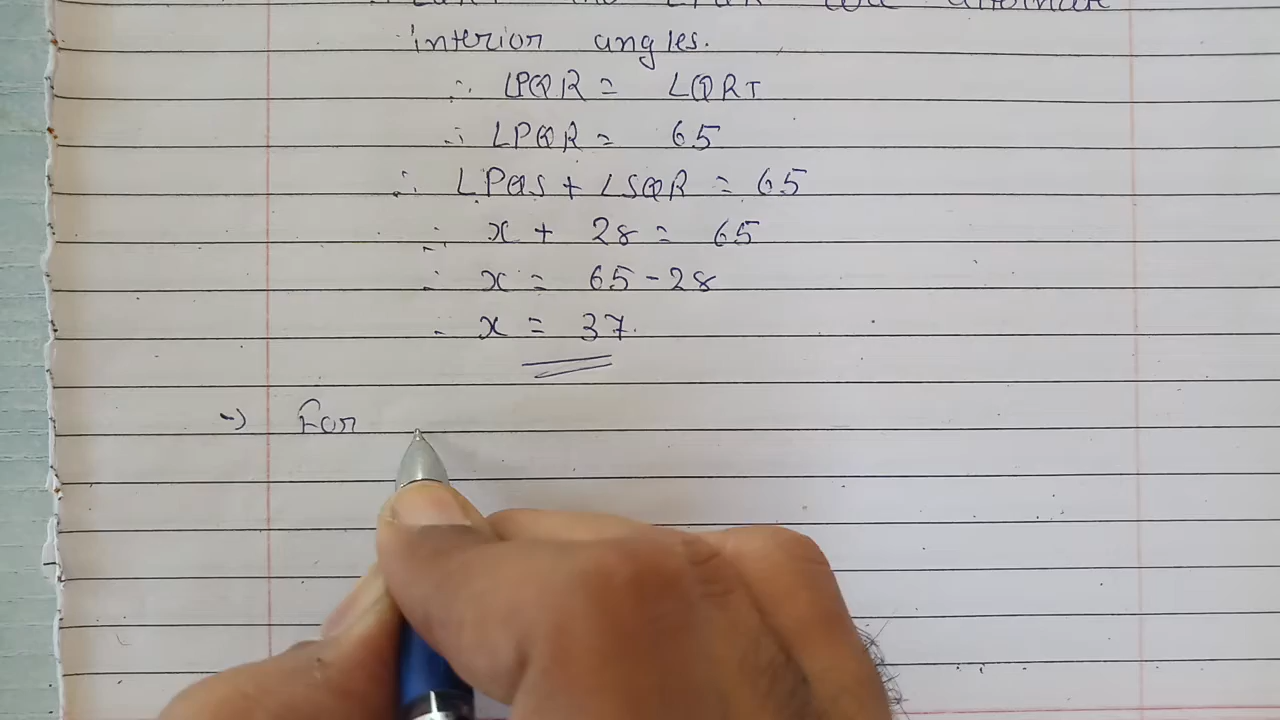 interior angles.
∴ ∠PQR = ∠QRT
∴ ∠PQR = 65
∴ ∠PQS + ∠SQR = 65
∴ x + 28 = 65
∴ x = 65 - 28
∴ x = 37.
→ For